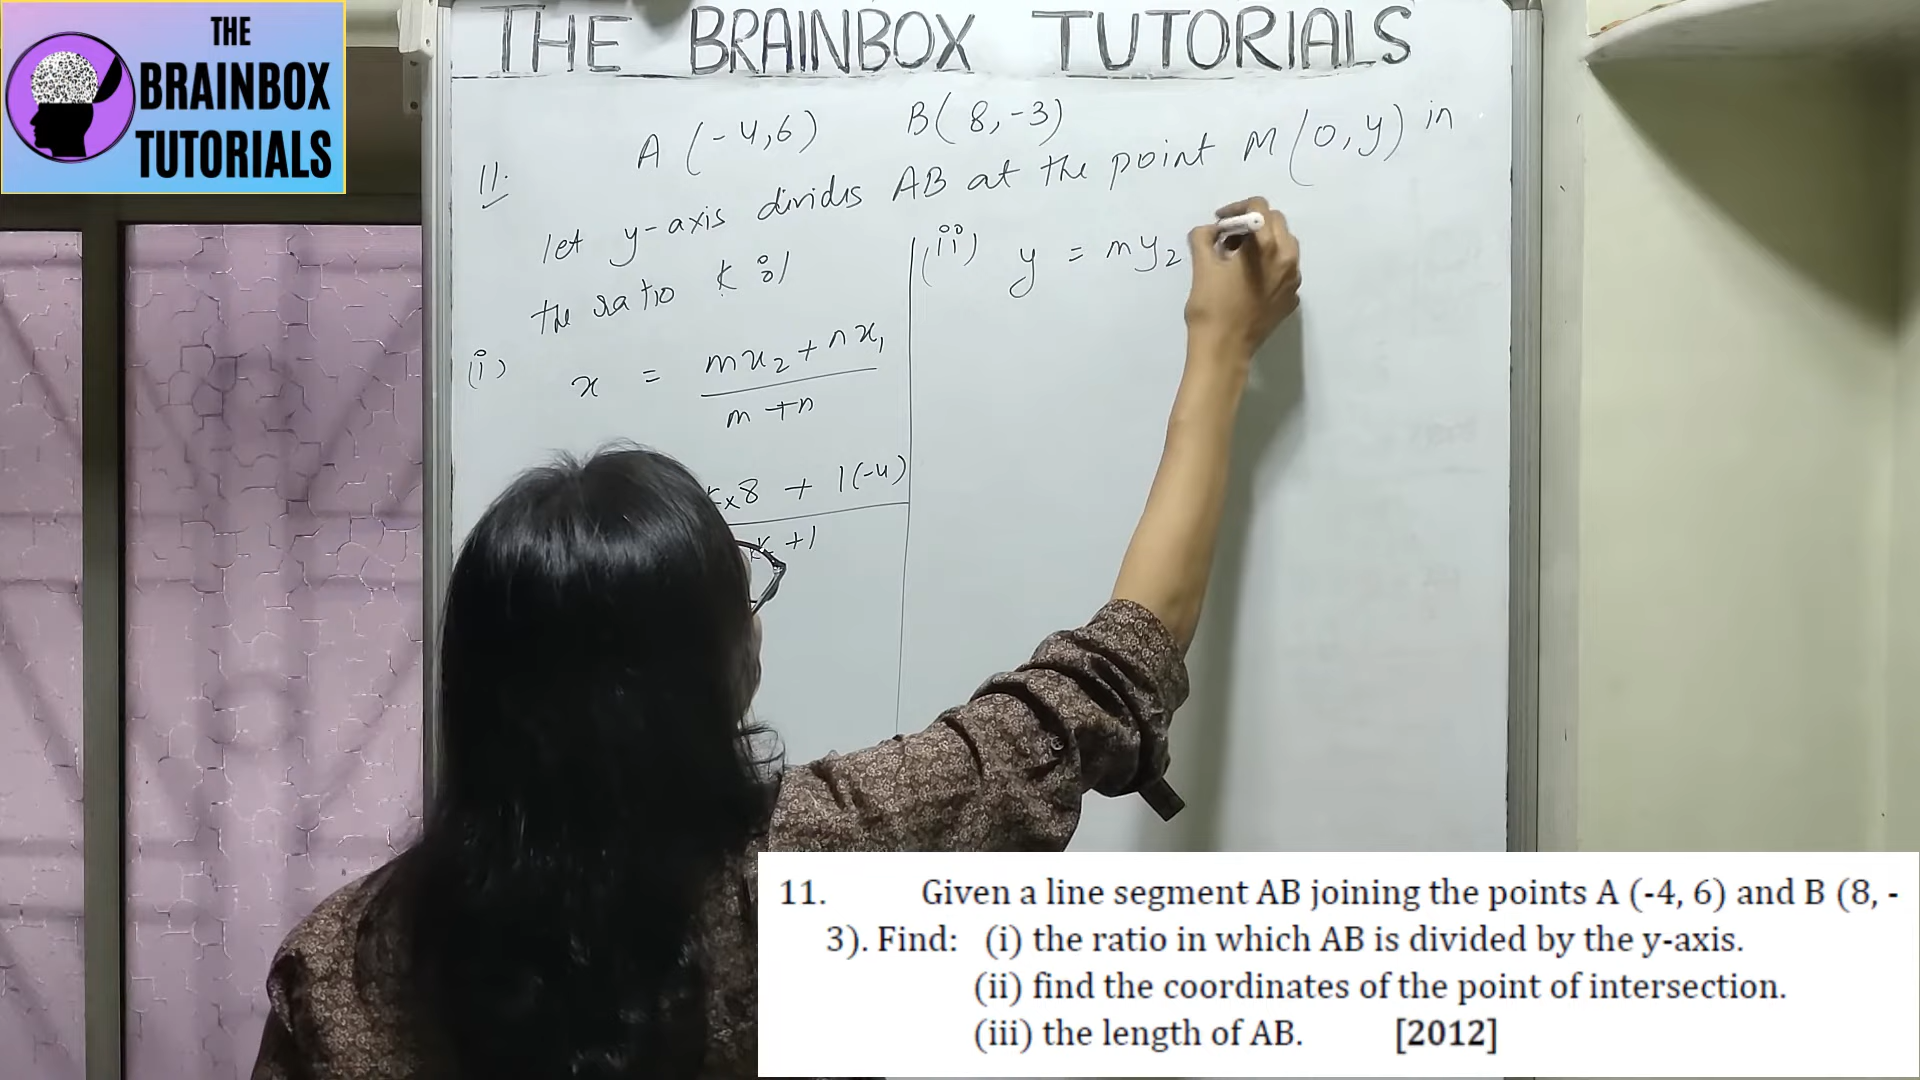 THE
BRAINBOX
TUTORIALS
THE BRAINBOX TUTORIALS
11. A (-4,6) B(8,-3)
let y-axis divides AB at the point M(0,y) in
the ratio k:1
(i) x = mx₂ + nx₁
m+n
x8 + 1(-4)
k+1
(ii) y = my₂
11. Given a line segment AB joining the points A (-4, 6) and B (8, -
3). Find: (i) the ratio in which AB is divided by the y-axis.
(ii) find the coordinates of the point of intersection.
(iii) the length of AB. [2012]